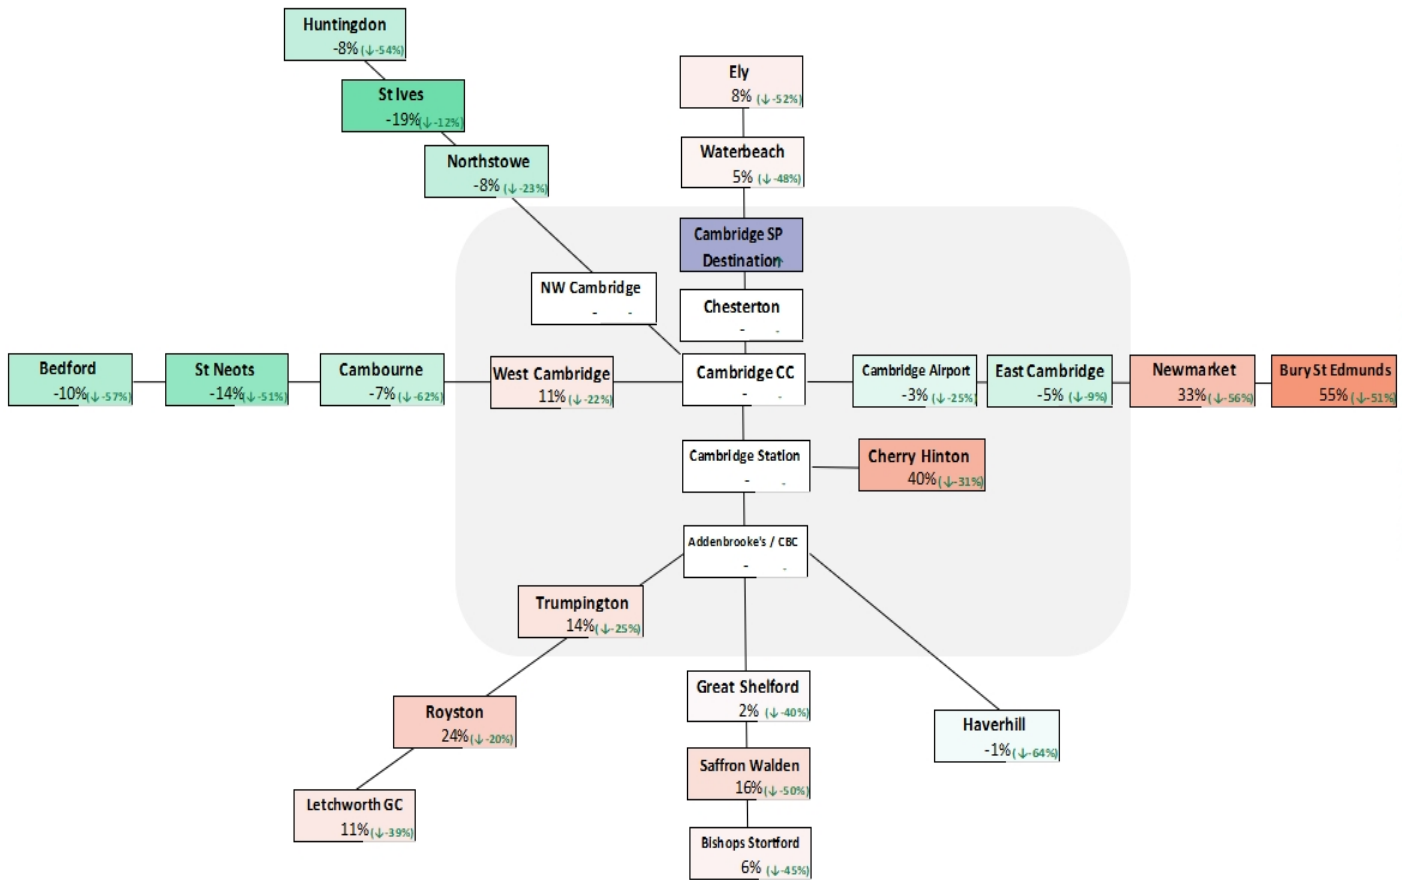 Huntingdon
-8% (↓-54%)
St Ives
-19%(↓-12%)
Northstowe
-8% (↓-23%)
Ely
8% (↓-52%)
Waterbeach
5% (↓-48%)
Cambridge SP
Destination↑
NW Cambridge
- -
Chesterton
- -
Bedford
-10%(↓-57%)
St Neots
-14%(↓-51%)
Cambourne
-7% (↓-62%)
West Cambridge
11% (↓-22%)
Cambridge CC
- -
Cambridge Airport
-3% (↓-25%)
East Cambridge
-5% (↓-9%)
Newmarket
33%(↓-56%)
Bury St Edmunds
55% (↓-51%)
Cambridge Station
- -
Cherry Hinton
40%(↓-31%)
Addenbrooke's / CBC
- -
Trumpington
14%(↓-25%)
Great Shelford
2% (↓-40%)
Royston
24%(↓-20%)
Haverhill
-1%(↓-64%)
Saffron Walden
16%(↓-50%)
Letchworth GC
11%(↓-39%)
Bishops Stortford
6% (↓-45%)